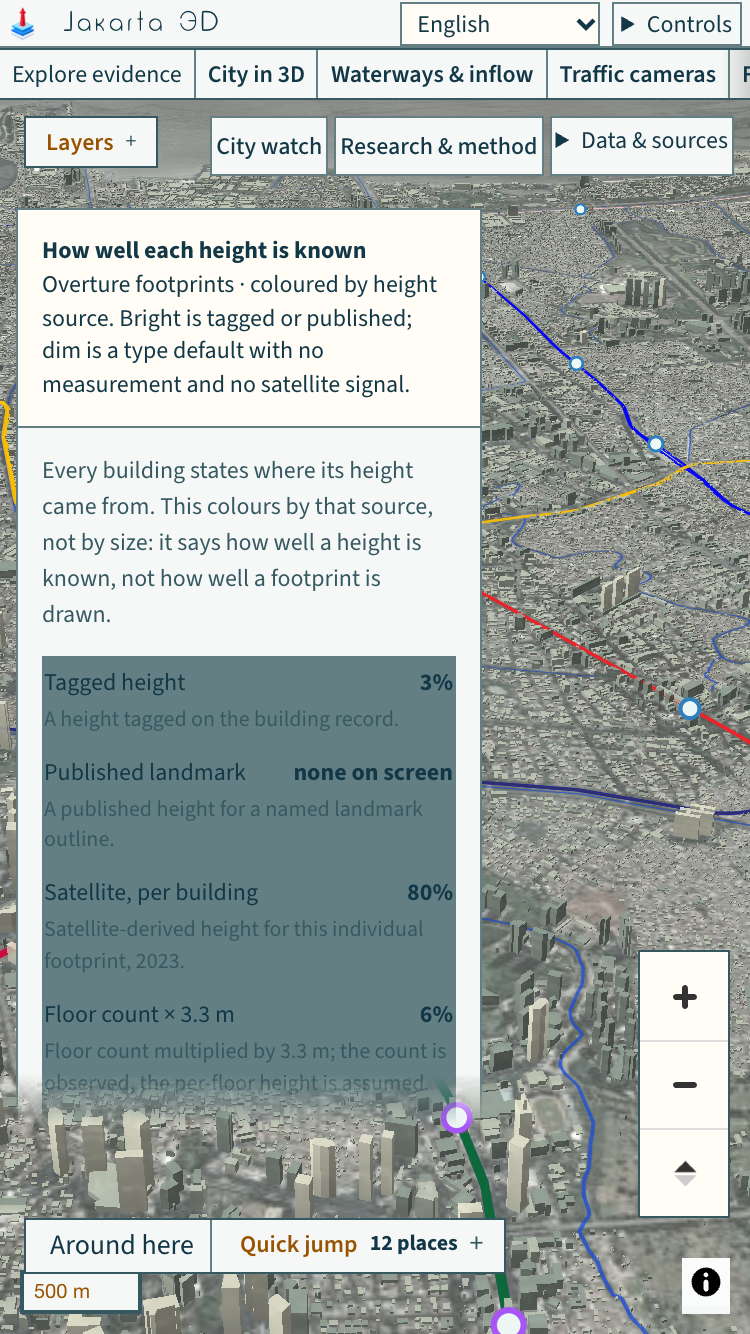 Jakarta 3D
English
Controls
Explore evidence
City in 3D
Waterways & inflow
Traffic cameras
Layers +
City watch
Research & method
Data & sources
How well each height is known
Overture footprints · coloured by height
source. Bright is tagged or published;
dim is a type default with no
measurement and no satellite signal.
Every building states where its height
came from. This colours by that source,
not by size: it says how well a height is
known, not how well a footprint is
drawn.
Tagged height 3%
A height tagged on the building record.
Published landmark none on screen
A published height for a named landmark
outline.
Satellite, per building 80%
Satellite-derived height for this individual
footprint, 2023.
Floor count × 3.3 m 6%
Floor count multiplied by 3.3 m; the count is
observed, the per-floor height is assumed.
Around here
Quick jump 12 places +
500 m